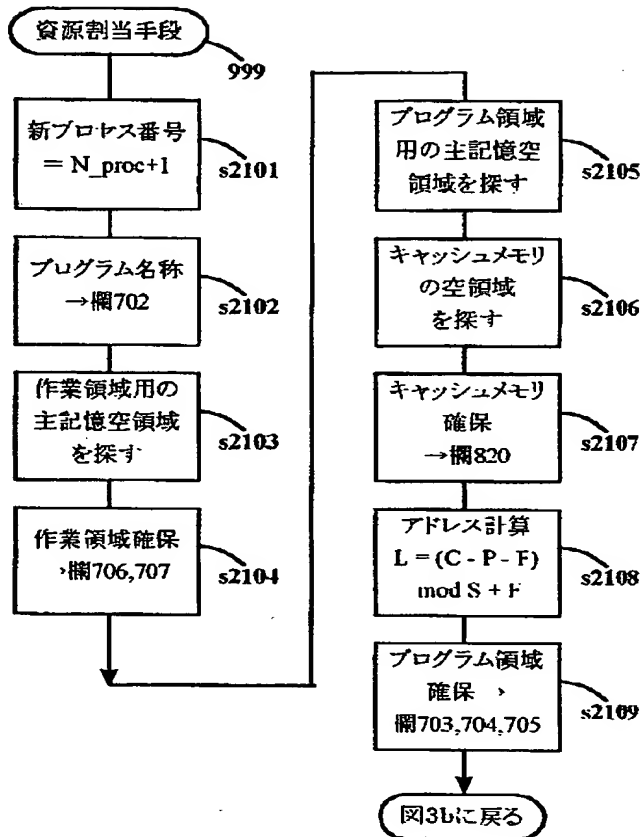 資源割当手段
999
新プロセス番号
= N_proc+1
s2101
プログラム名称
→欄702
s2102
作業領域用の
主記憶空領域
を探す
s2103
作業領域確保
→欄706,707
s2104
プログラム領域
用の主記憶空
領域を探す
s2105
キャッシュメモリ
の空領域
を探す
s2106
キャッシュメモリ
確保
→欄820
s2107
アドレス計算
L = (C - P - F)
mod S + F
s2108
プログラム領域
確保 →
欄703,704,705
s2109
図3bに戻る